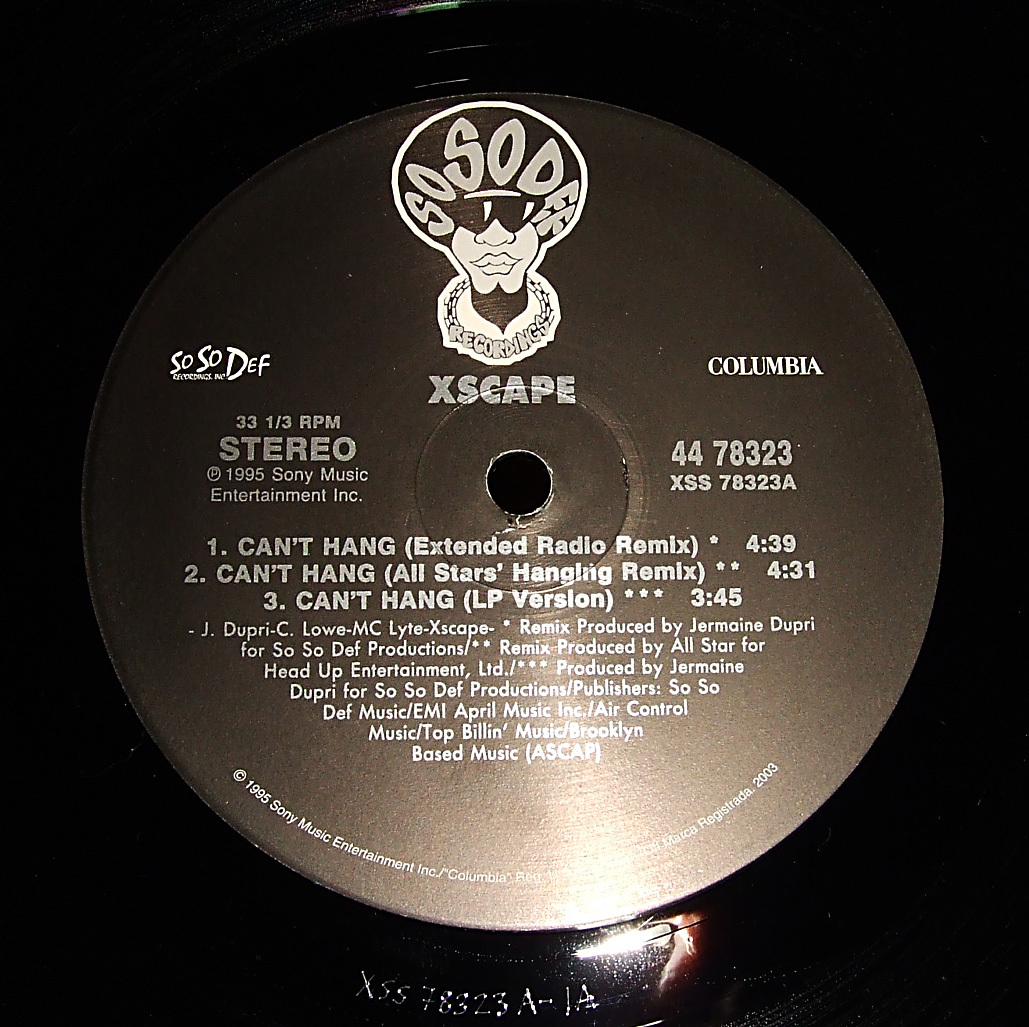 SO SO DEF
RECORDINGS
SO SO DEF
RECORDINGS, INC.
COLUMBIA
XSCAPE
33 1/3 RPM
STEREO
℗ 1995 Sony Music
Entertainment Inc.
44 78323
XSS 78323A
1. CAN'T HANG (Extended Radio Remix) * 4:39
2. CAN'T HANG (All Stars' Hanging Remix) ** 4:31
3. CAN'T HANG (LP Version) *** 3:45
- J. Dupri-C. Lowe-MC Lyte-Xscape- * Remix Produced by Jermaine Dupri
for So So Def Productions/** Remix Produced by All Star for
Head Up Entertainment, Ltd./*** Produced by Jermaine
Dupri for So So Def Productions/Publishers: So So
Def Music/EMI April Music Inc./Air Control
Music/Top Billin' Music/Brooklyn
Based Music (ASCAP)
© 1995 Sony Music Entertainment Inc./"Columbia" Reg. Marca Registrada. 2003
XSS 78323 A-1A